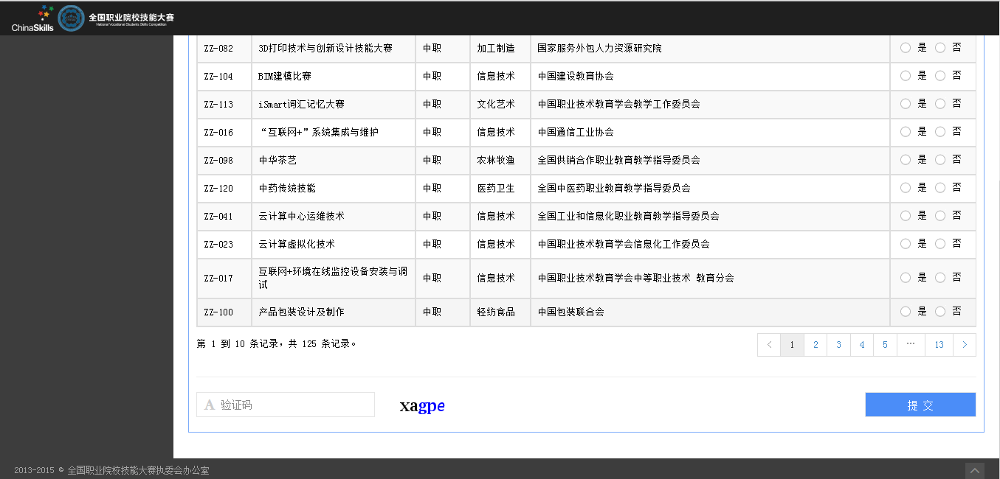 ChinaSkills 全国职业院校技能大赛
National Vocational Students Skills Competition
ZZ-082 3D打印技术与创新设计技能大赛 中职 加工制造 国家服务外包人力资源研究院 是 否
ZZ-104 BIM建模比赛 中职 信息技术 中国建设教育协会 是 否
ZZ-113 iSmart词汇记忆大赛 中职 文化艺术 中国职业技术教育学会教学工作委员会 是 否
ZZ-016 “互联网+”系统集成与维护 中职 信息技术 中国通信工业协会 是 否
ZZ-098 中华茶艺 中职 农林牧渔 全国供销合作职业教育教学指导委员会 是 否
ZZ-120 中药传统技能 中职 医药卫生 全国中医药职业教育教学指导委员会 是 否
ZZ-041 云计算中心运维技术 中职 信息技术 全国工业和信息化职业教育教学指导委员会 是 否
ZZ-023 云计算虚拟化技术 中职 信息技术 中国职业技术教育学会信息化工作委员会 是 否
ZZ-017 互联网+环境在线监控设备安装与调 中职 信息技术 中国职业技术教育学会中等职业技术 教育分会 是 否
试
ZZ-100 产品包装设计及制作 中职 轻纺食品 中国包装联合会 是 否
第 1 到 10 条记录，共 125 条记录。 < 1 2 3 4 5 … 13 >
A 验证码 xagpe 提 交
2013-2015 © 全国职业院校技能大赛执委会办公室